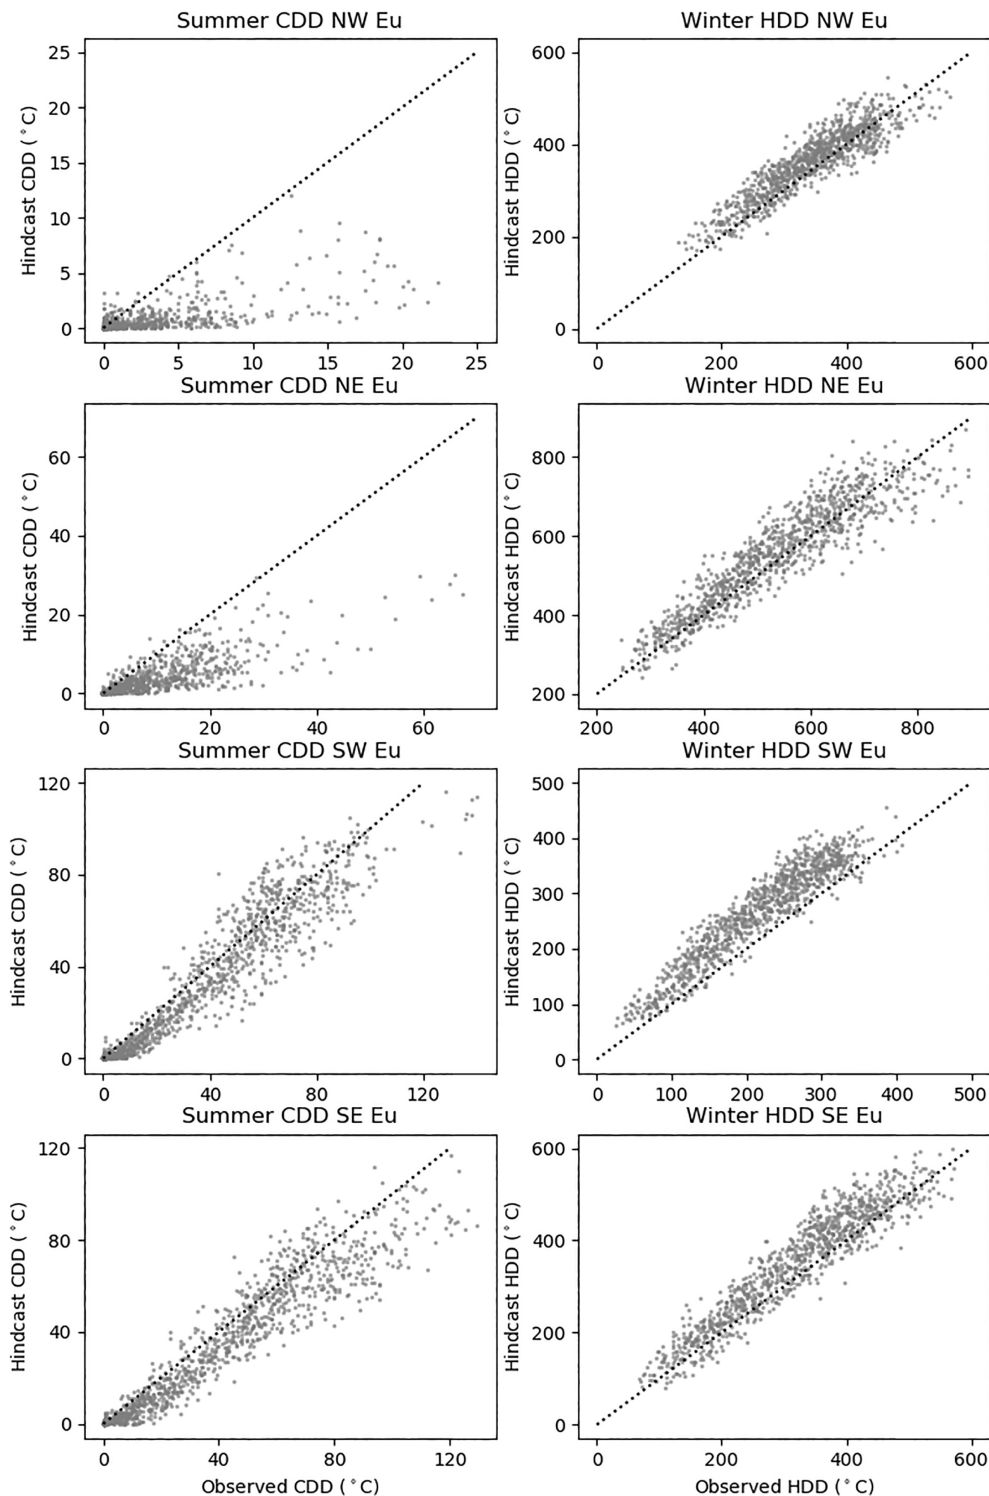 Summer CDD NW Eu
Winter HDD NW Eu
Hindcast CDD (°C)
25
20
15
10
5
0
0 5 10 15 20 25
Hindcast HDD (°C)
600
400
200
0
0 200 400 600
Summer CDD NE Eu
Winter HDD NE Eu
Hindcast CDD (°C)
60
40
20
0
0 20 40 60
Hindcast HDD (°C)
800
600
400
200
200 400 600 800
Summer CDD SW Eu
Winter HDD SW Eu
Hindcast CDD (°C)
120
80
40
0
0 40 80 120
Hindcast HDD (°C)
500
400
300
200
100
0
0 100 200 300 400 500
Summer CDD SE Eu
Winter HDD SE Eu
Hindcast CDD (°C)
120
80
40
0
0 40 80 120
Observed CDD (°C)
Hindcast HDD (°C)
600
400
200
0
0 200 400 600
Observed HDD (°C)